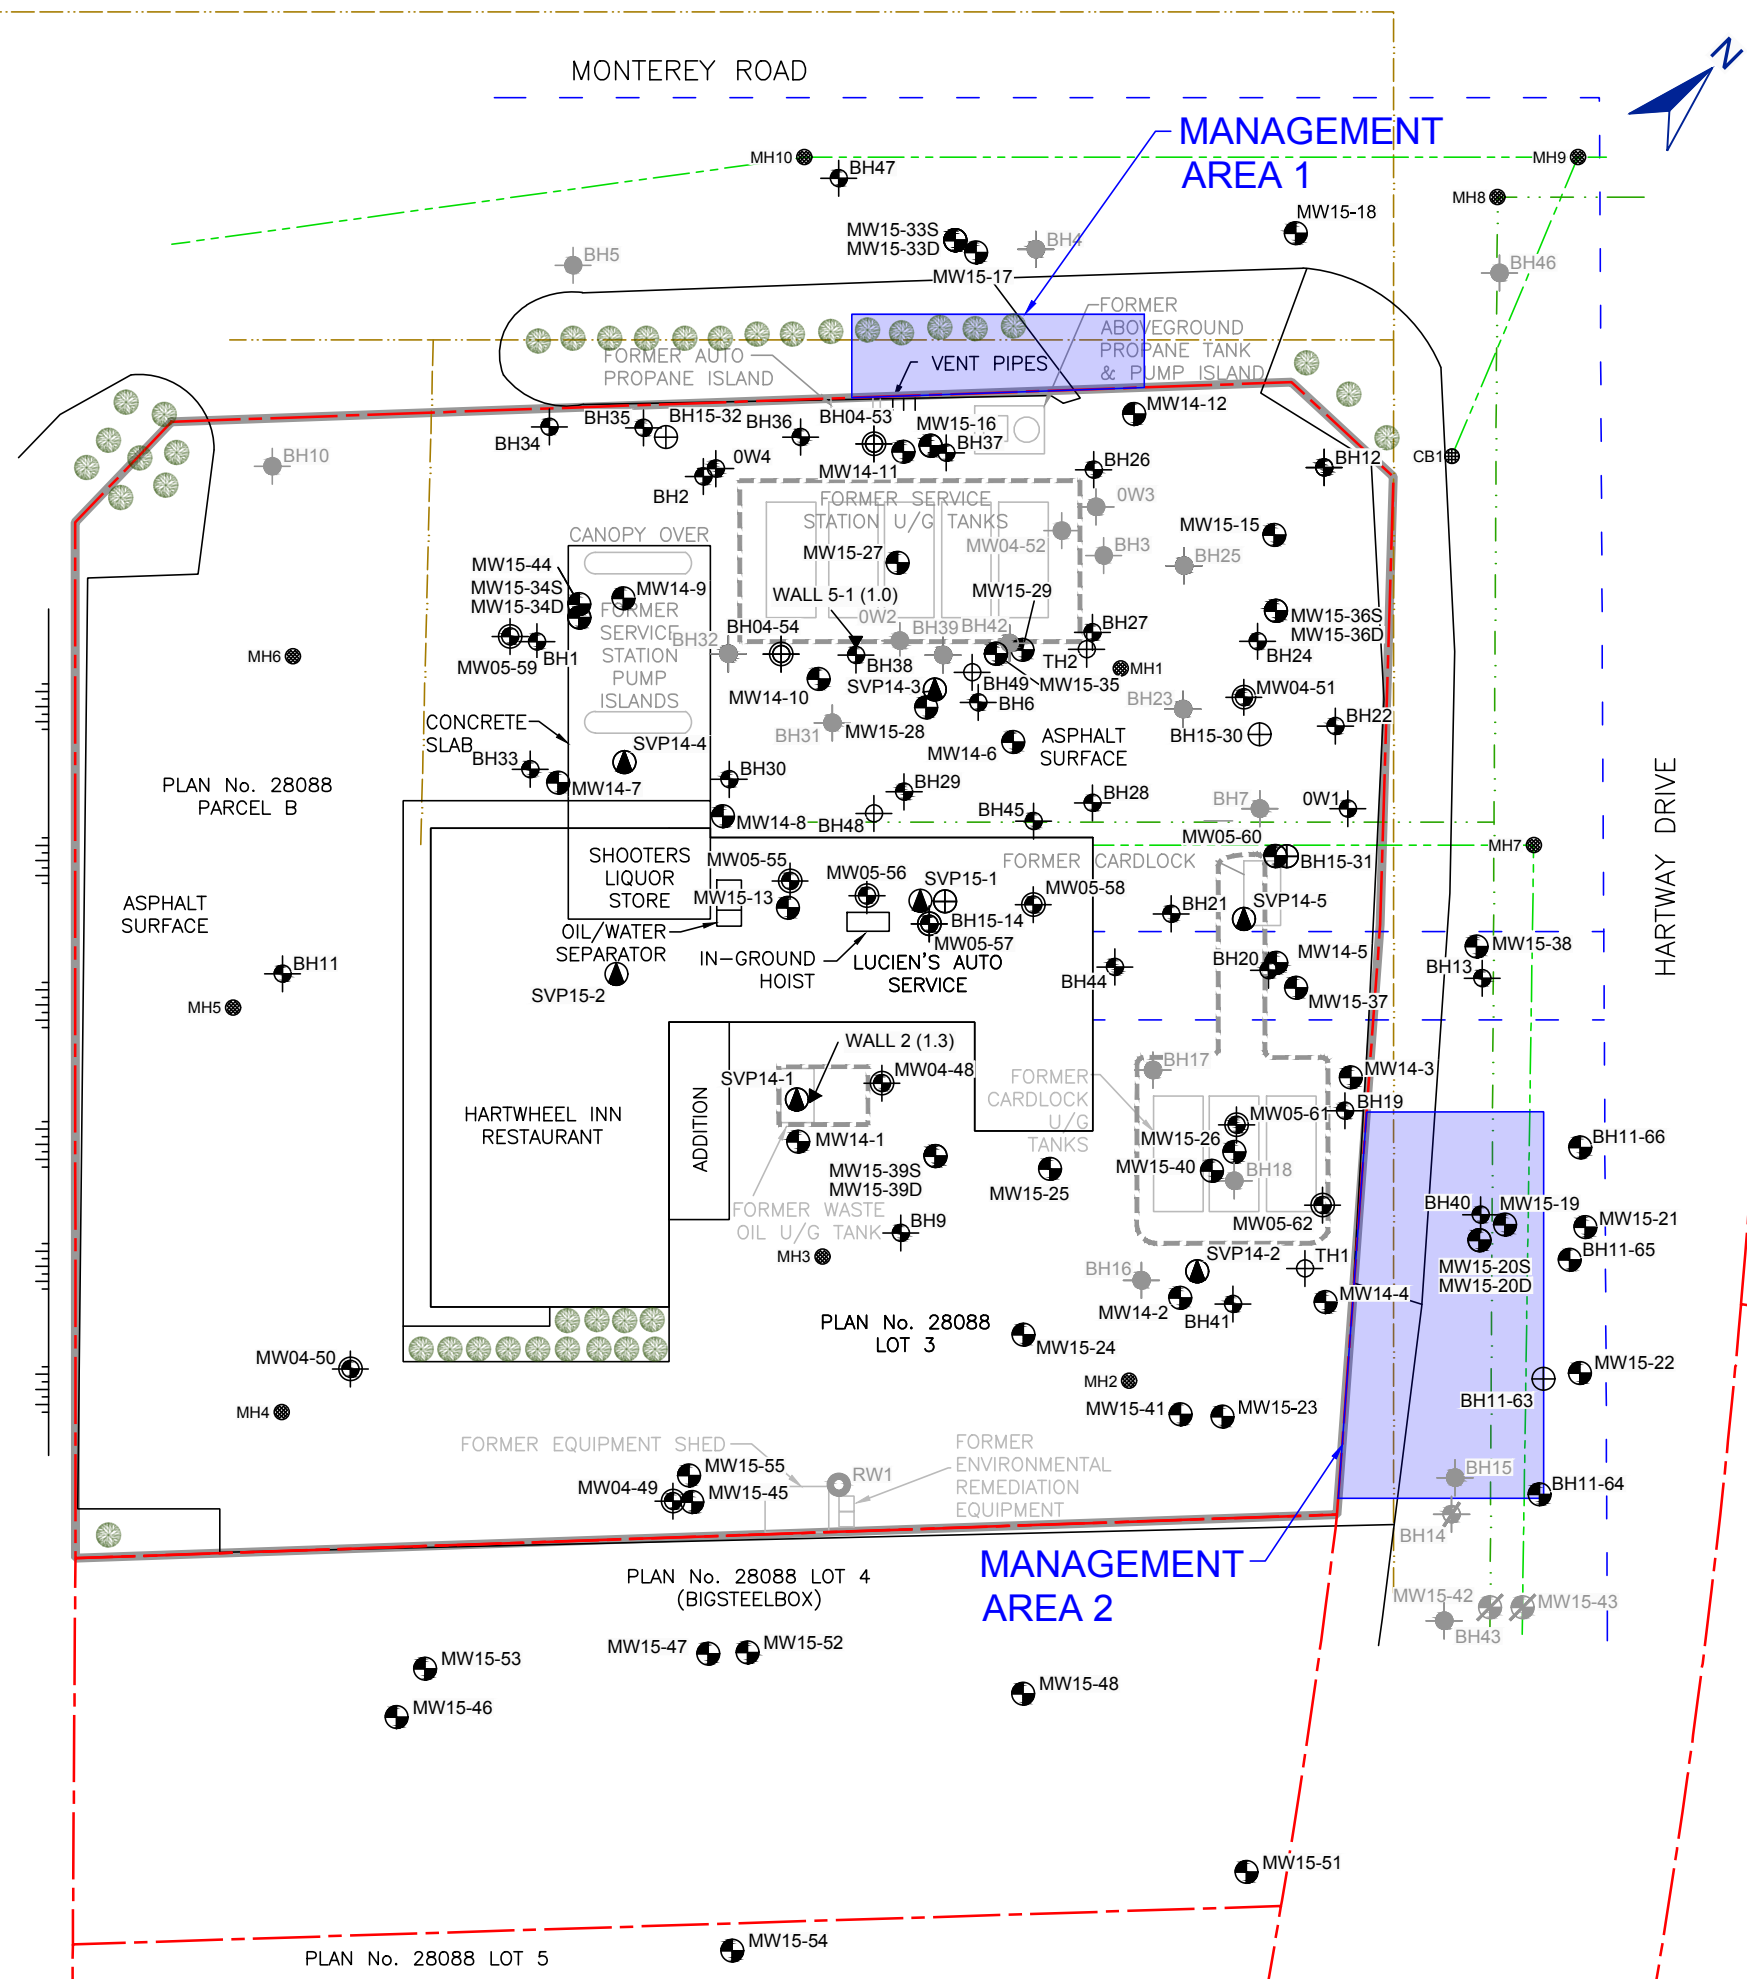 MONTEREY ROAD
N
MANAGEMENT
AREA 1
MH10
BH47
MH9
MH8
MW15-33S
MW15-33D
BH4
MW15-18
BH5
MW15-17
BH46
FORMER
ABOVEGROUND
PROPANE TANK
& PUMP ISLAND
FORMER AUTO
PROPANE ISLAND
VENT PIPES
BH34
BH35
BH15-32
BH36
BH04-53
MW15-16
BH37
MW14-12
MW14-11
BH10
0W4
BH2
BH26
BH12
CB1
FORMER SERVICE
STATION U/G TANKS
0W3
CANOPY OVER
MW04-52
BH3
MW15-15
BH25
MW15-27
MW15-44
MW15-34S
MW15-34D
MW14-9
WALL 5-1 (1.0)
MW15-29
FORMER
SERVICE
STATION
PUMP
ISLANDS
0W2
BH39
BH42
BH27
MW15-36S
MW15-36D
BH32
BH04-54
MH6
MW05-59
BH1
BH38
TH2
BH24
MH1
MW14-10
SVP14-3
BH49
MW15-35
MW04-51
BH6
BH23
CONCRETE
SLAB
BH31
MW15-28
BH15-30
BH22
MW14-6
ASPHALT
SURFACE
SVP14-4
BH33
MW14-7
BH30
PLAN No. 28088
PARCEL B
BH29
BH28
BH7
0W1
HARTWAY DRIVE
MW14-8
BH48
BH45
MW05-60
MH7
SHOOTERS
LIQUOR
STORE
MW05-55
MW05-56
FORMER CARDLOCK
BH15-31
MW15-13
SVP15-1
MW05-58
ASPHALT
SURFACE
BH15-14
MW05-57
BH21
SVP14-5
OIL/WATER
SEPARATOR
IN-GROUND
HOIST
LUCIEN'S AUTO
SERVICE
MW15-38
BH13
BH11
BH44
BH20
MW14-5
MW15-37
SVP15-2
MH5
WALL 2 (1.3)
SVP14-1
MW04-48
BH17
MW14-3
FORMER
CARDLOCK
U/G
TANKS
BH19
HARTWHEEL INN
RESTAURANT
ADDITION
MW14-1
MW05-61
MW15-26
MW15-40
BH18
BH11-66
MW15-39S
MW15-39D
MW15-25
FORMER WASTE
OIL U/G TANK
BH9
MW05-62
BH40
MW15-19
MW15-21
BH11-65
MW15-20S
MW15-20D
MH3
BH16
SVP14-2
TH1
MW14-2
BH41
MW14-4
PLAN No. 28088
LOT 3
MW15-24
MW04-50
MH2
MW15-22
BH11-63
MH4
MW15-41
MW15-23
FORMER EQUIPMENT SHED
FORMER
ENVIRONMENTAL
REMEDIATION
EQUIPMENT
MW15-55
RW1
MW04-49
MW15-45
BH15
BH11-64
BH14
PLAN No. 28088 LOT 4
(BIGSTEELBOX)
MANAGEMENT
AREA 2
MW15-42
MW15-43
BH43
MW15-47
MW15-52
MW15-53
MW15-46
MW15-48
MW15-51
MW15-54
PLAN No. 28088 LOT 5